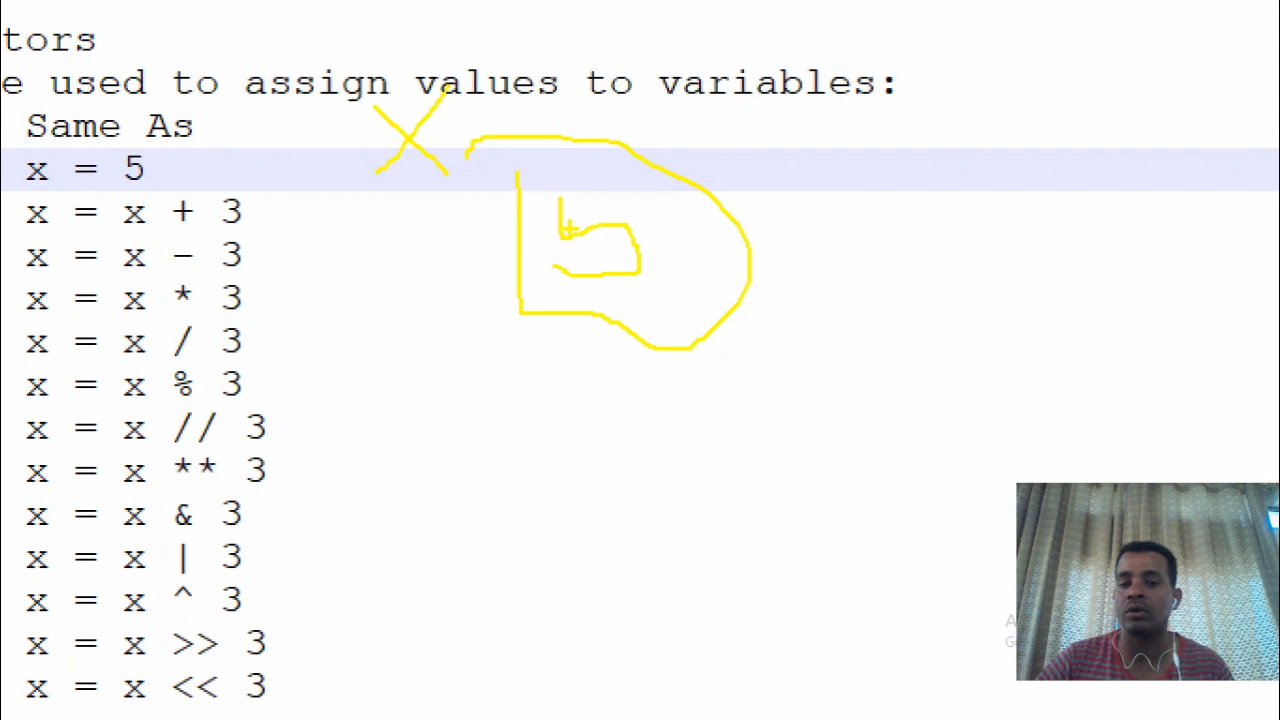 tors
e used to assign values to variables:
Same As
x = 5
x = x + 3
x = x - 3
x = x * 3
x = x / 3
x = x % 3
x = x // 3
x = x ** 3
x = x & 3
x = x | 3
x = x ^ 3
x = x >> 3
x = x << 3
X
5